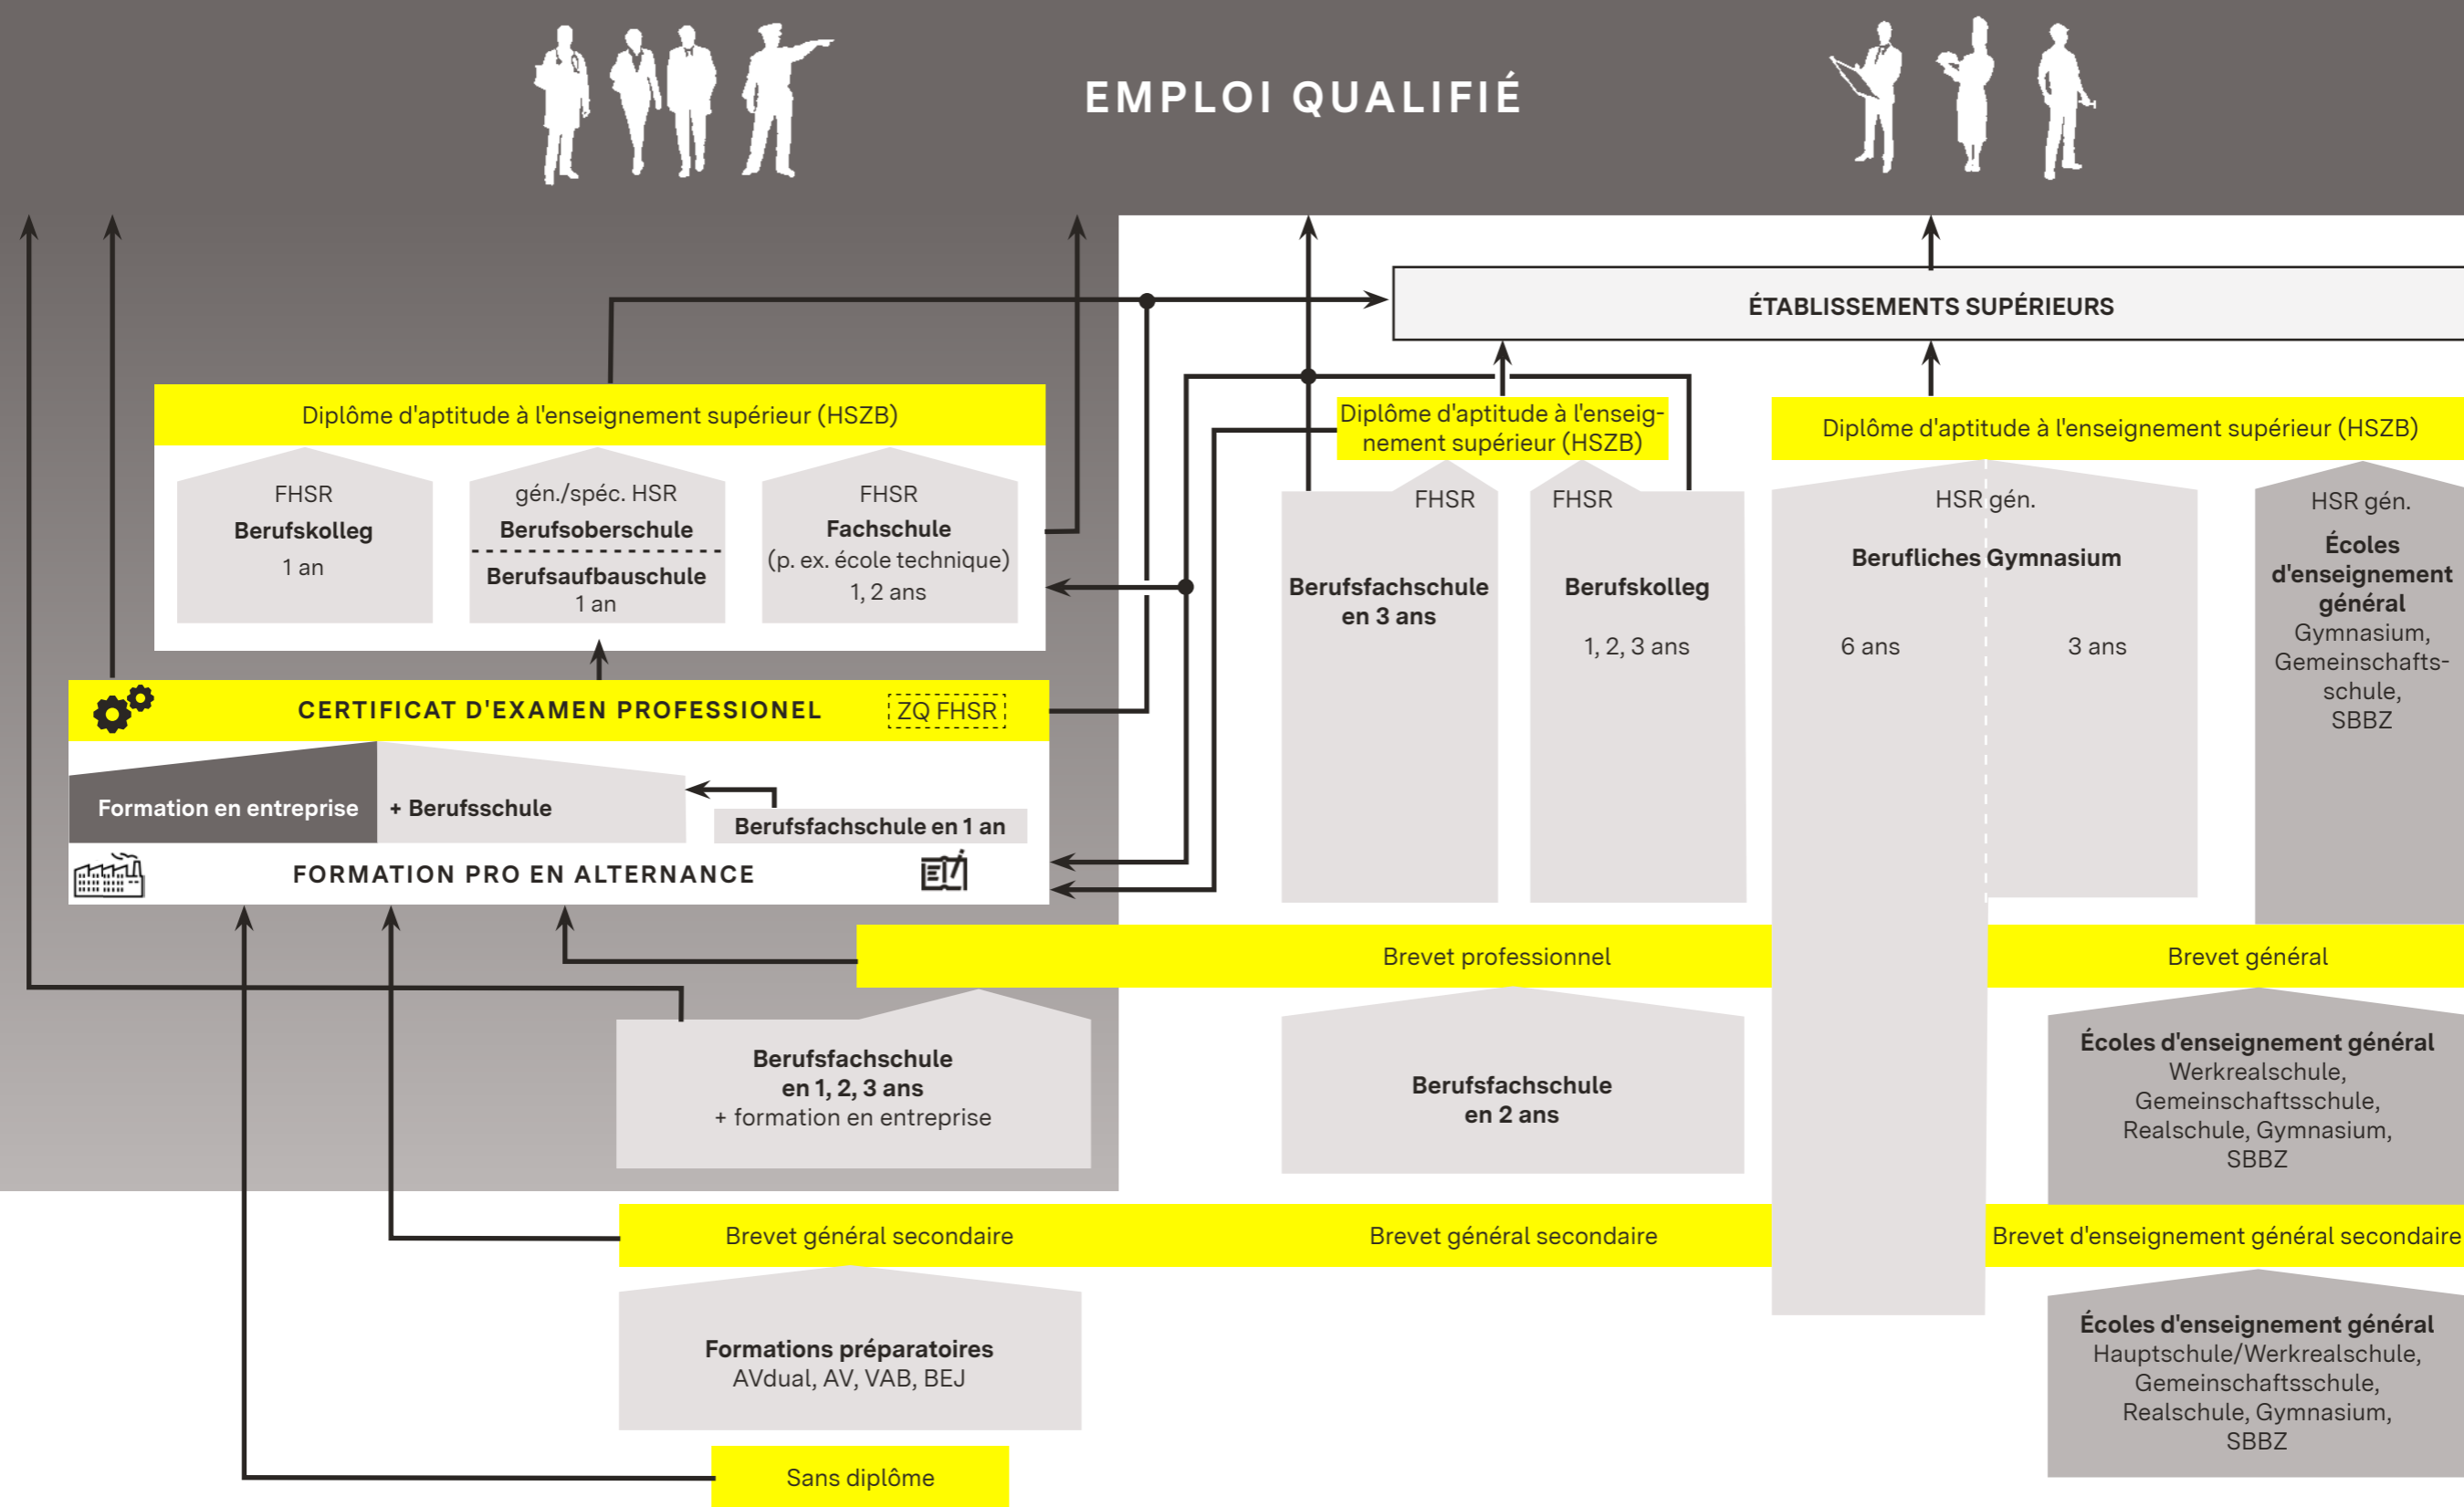 EMPLOI QUALIFIÉ
ÉTABLISSEMENTS SUPÉRIEURS
Diplôme d'aptitude à l'enseignement supérieur (HSZB)
FHSR
Berufskolleg
1 an
gén./spéc. HSR
Berufsoberschule
Berufsaufbauschule
1 an
FHSR
Fachschule
(p. ex. école technique)
1, 2 ans
Diplôme d'aptitude à l'enseig-
nement supérieur (HSZB)
FHSR
Berufsfachschule
en 3 ans
FHSR
Berufskolleg
1, 2, 3 ans
Diplôme d'aptitude à l'enseignement supérieur (HSZB)
HSR gén.
Berufliches Gymnasium
6 ans
3 ans
HSR gén.
Écoles
d'enseignement
général
Gymnasium,
Gemeinschafts-
schule,
SBBZ
CERTIFICAT D'EXAMEN PROFESSIONEL
ZQ FHSR
Formation en entreprise
+ Berufsschule
Berufsfachschule en 1 an
FORMATION PRO EN ALTERNANCE
Brevet professionnel
Brevet général
Berufsfachschule
en 1, 2, 3 ans
+ formation en entreprise
Berufsfachschule
en 2 ans
Écoles d'enseignement général
Werkrealschule,
Gemeinschaftsschule,
Realschule, Gymnasium,
SBBZ
Brevet général secondaire
Brevet général secondaire
Brevet d'enseignement général secondaire
Formations préparatoires
AVdual, AV, VAB, BEJ
Écoles d'enseignement général
Hauptschule/Werkrealschule,
Gemeinschaftsschule,
Realschule, Gymnasium,
SBBZ
Sans diplôme